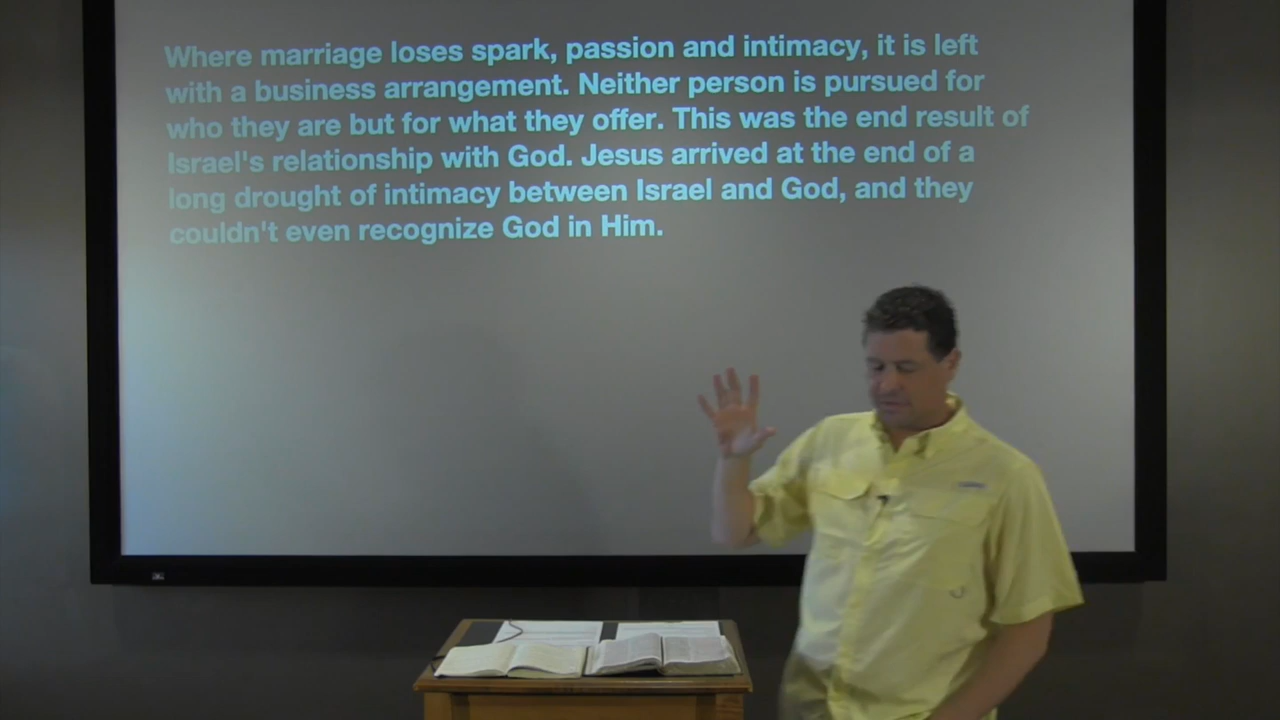 Where marriage loses spark, passion and intimacy, it is left
with a business arrangement. Neither person is pursued for
who they are but for what they offer. This was the end result of
Israel's relationship with God. Jesus arrived at the end of a
long drought of intimacy between Israel and God, and they
couldn't even recognize God in Him.